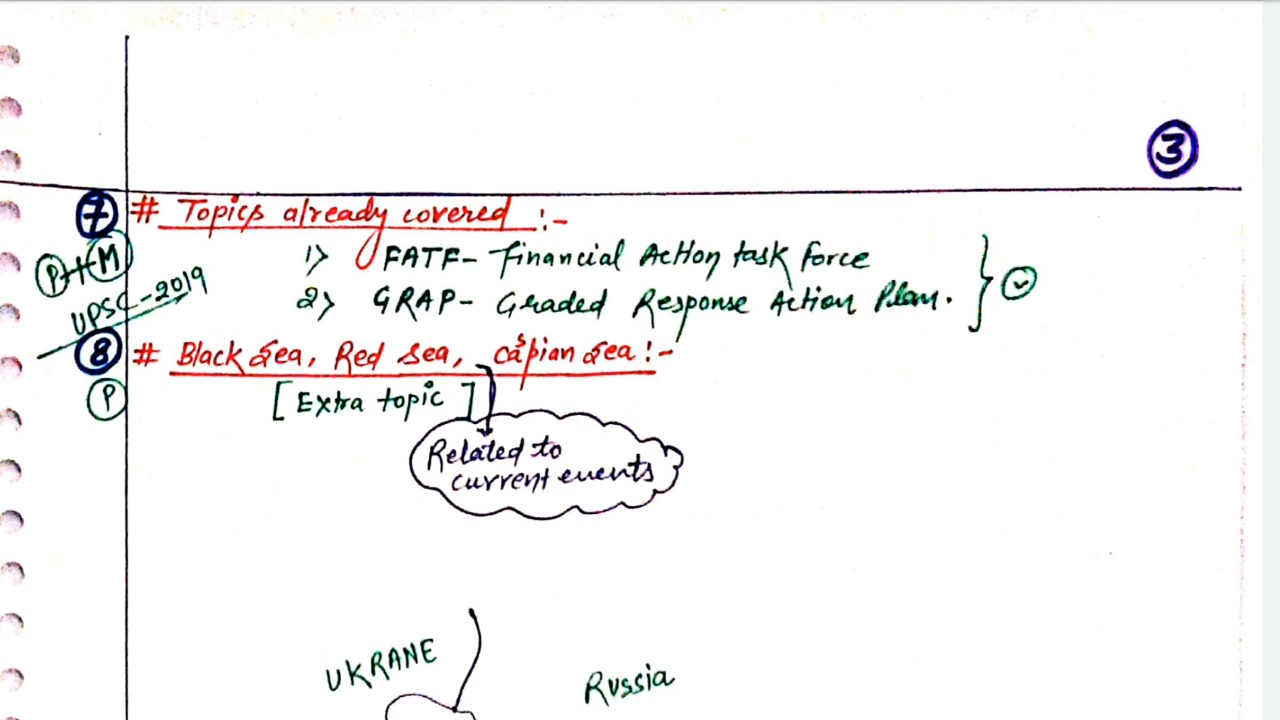 3
7 # Topics already covered :-
P++M
1> FATF- Financial Action task force
2> GRAP- Graded Response Action Plan.
UPSC-2019
8 # Black Sea, Red Sea, Caspian Sea :-
P
[Extra topic]
Related to
current events
UKRANE
Russia